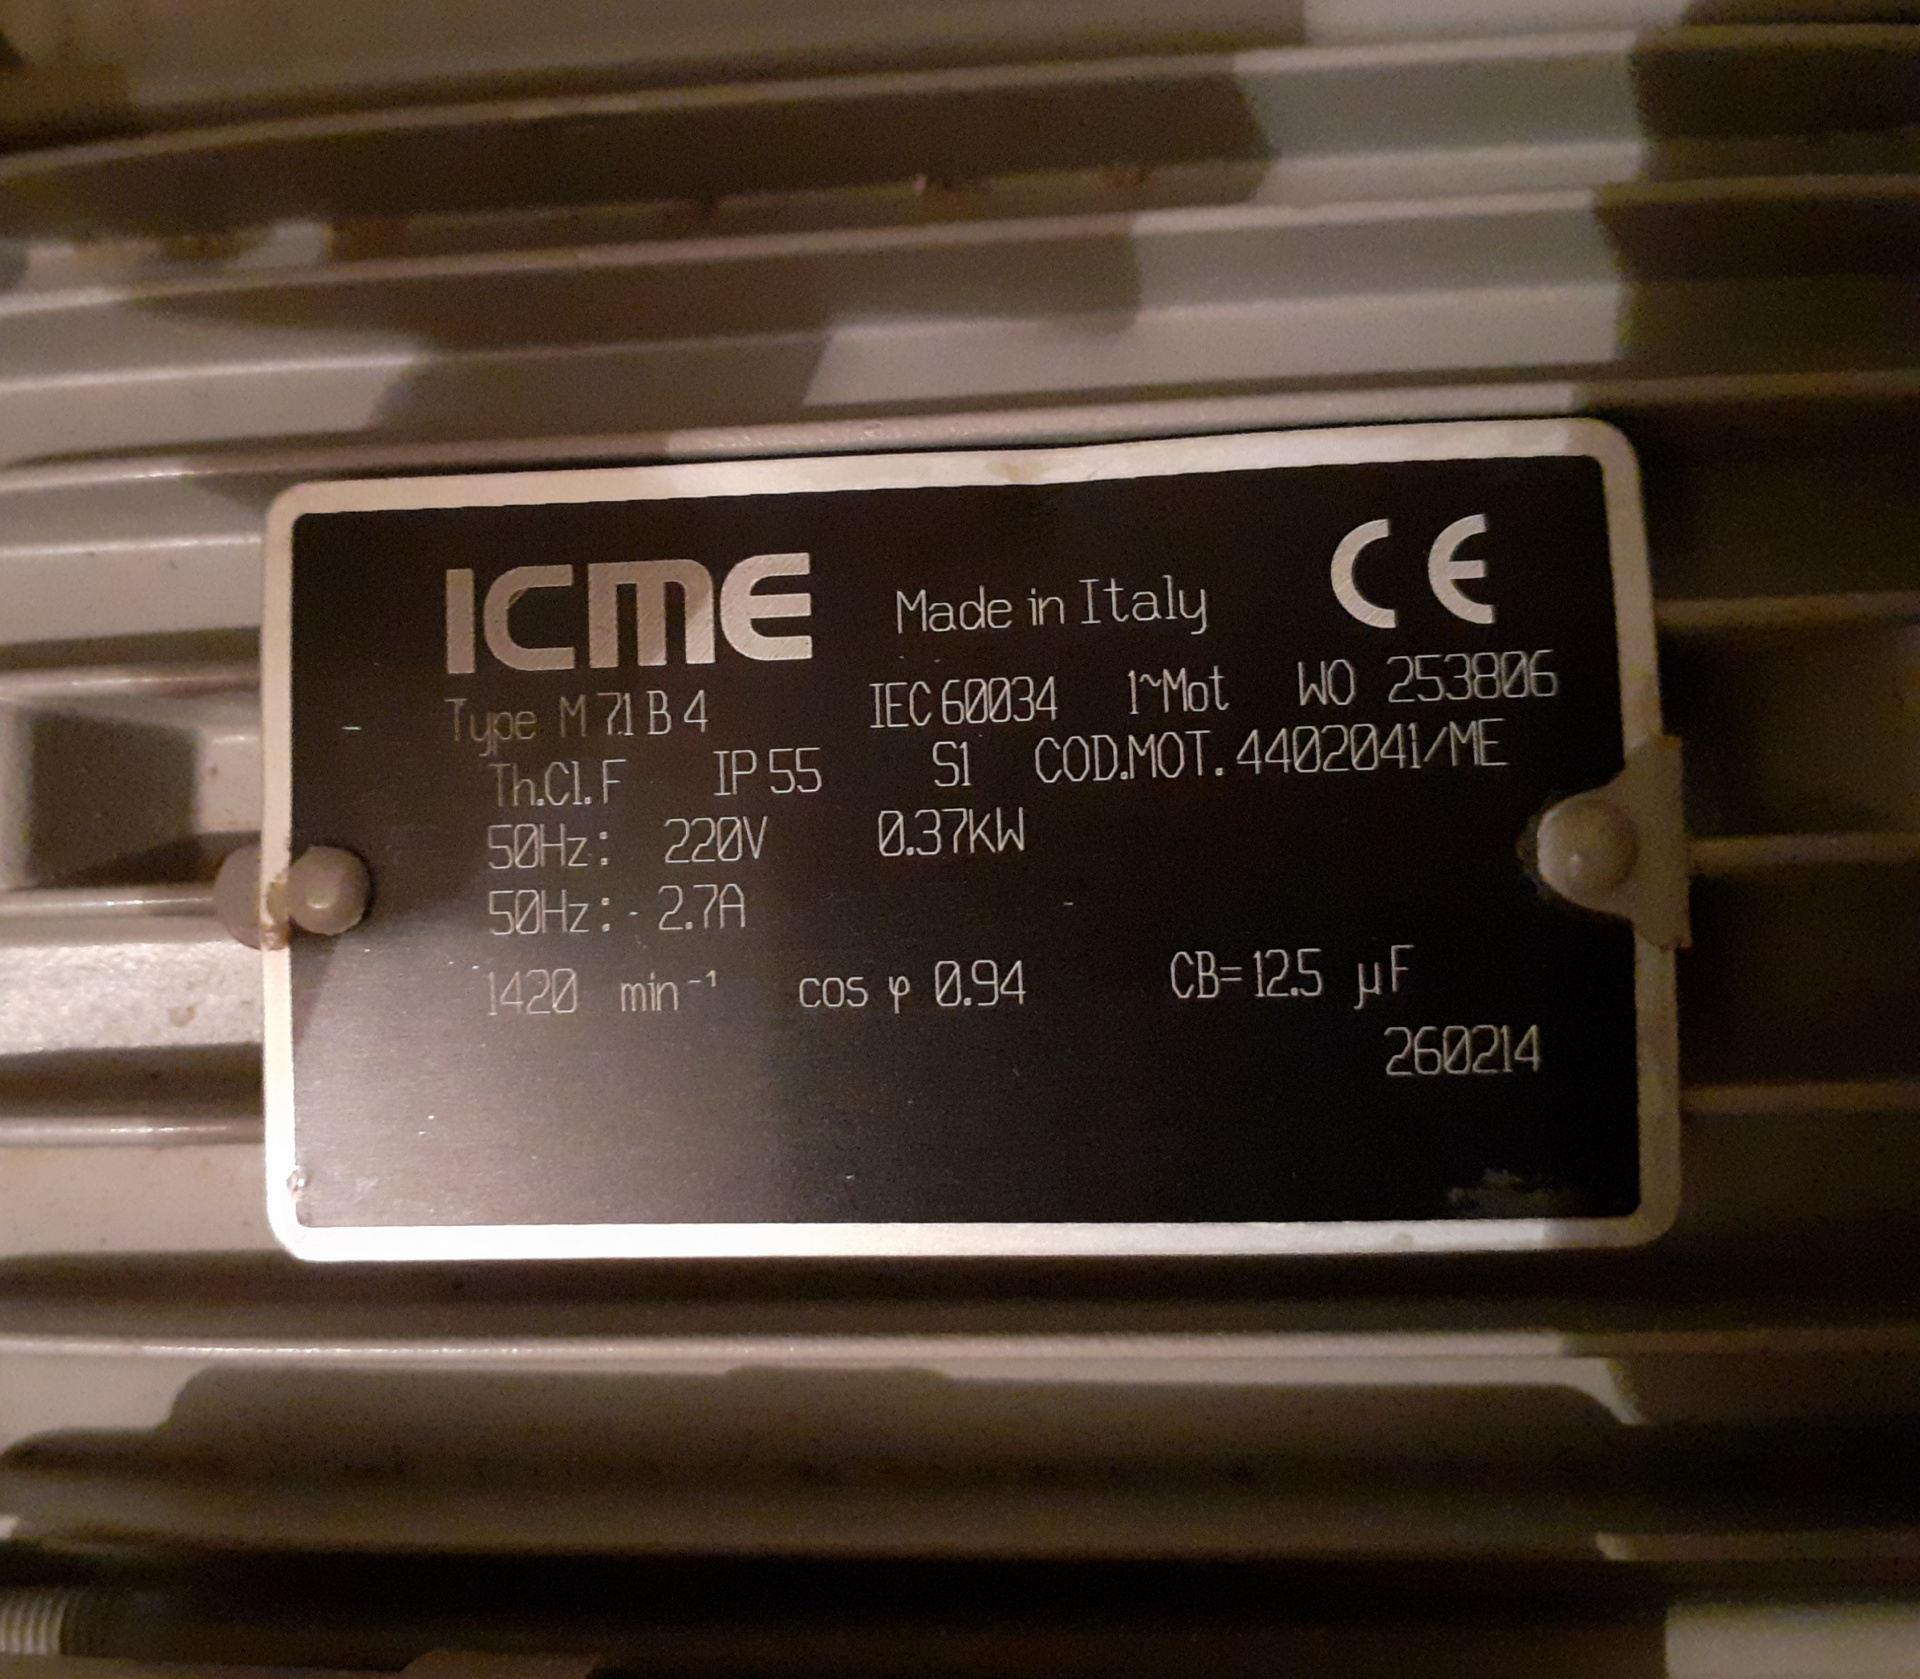 ICME Made in Italy CE
Type M 71 B 4 IEC 60034 1~Mot WO 253806
Th.Cl. F IP 55 S1 COD.MOT. 4402041/ME
50Hz: 220V 0.37KW
50Hz: 2.7A
1420 min⁻¹ cos φ 0.94 CB= 12.5 µF
260214